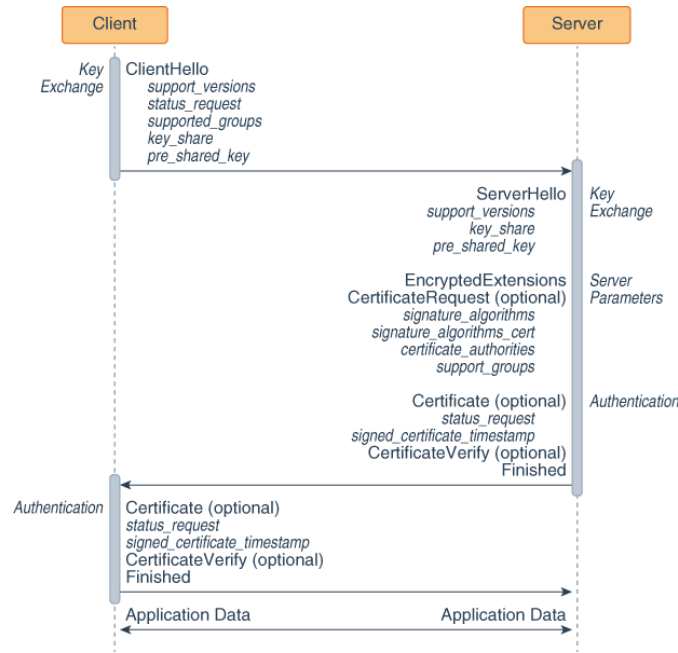 Client
Server
Key
Exchange
ClientHello
support_versions
status_request
supported_groups
key_share
pre_shared_key
ServerHello
support_versions
key_share
pre_shared_key
Key
Exchange
EncryptedExtensions
CertificateRequest (optional)
signature_algorithms
signature_algorithms_cert
certificate_authorities
support_groups
Server
Parameters
Certificate (optional)
status_request
signed_certificate_timestamp
CertificateVerify (optional)
Finished
Authentication
Authentication
Certificate (optional)
status_request
signed_certificate_timestamp
CertificateVerify (optional)
Finished
Application Data
Application Data